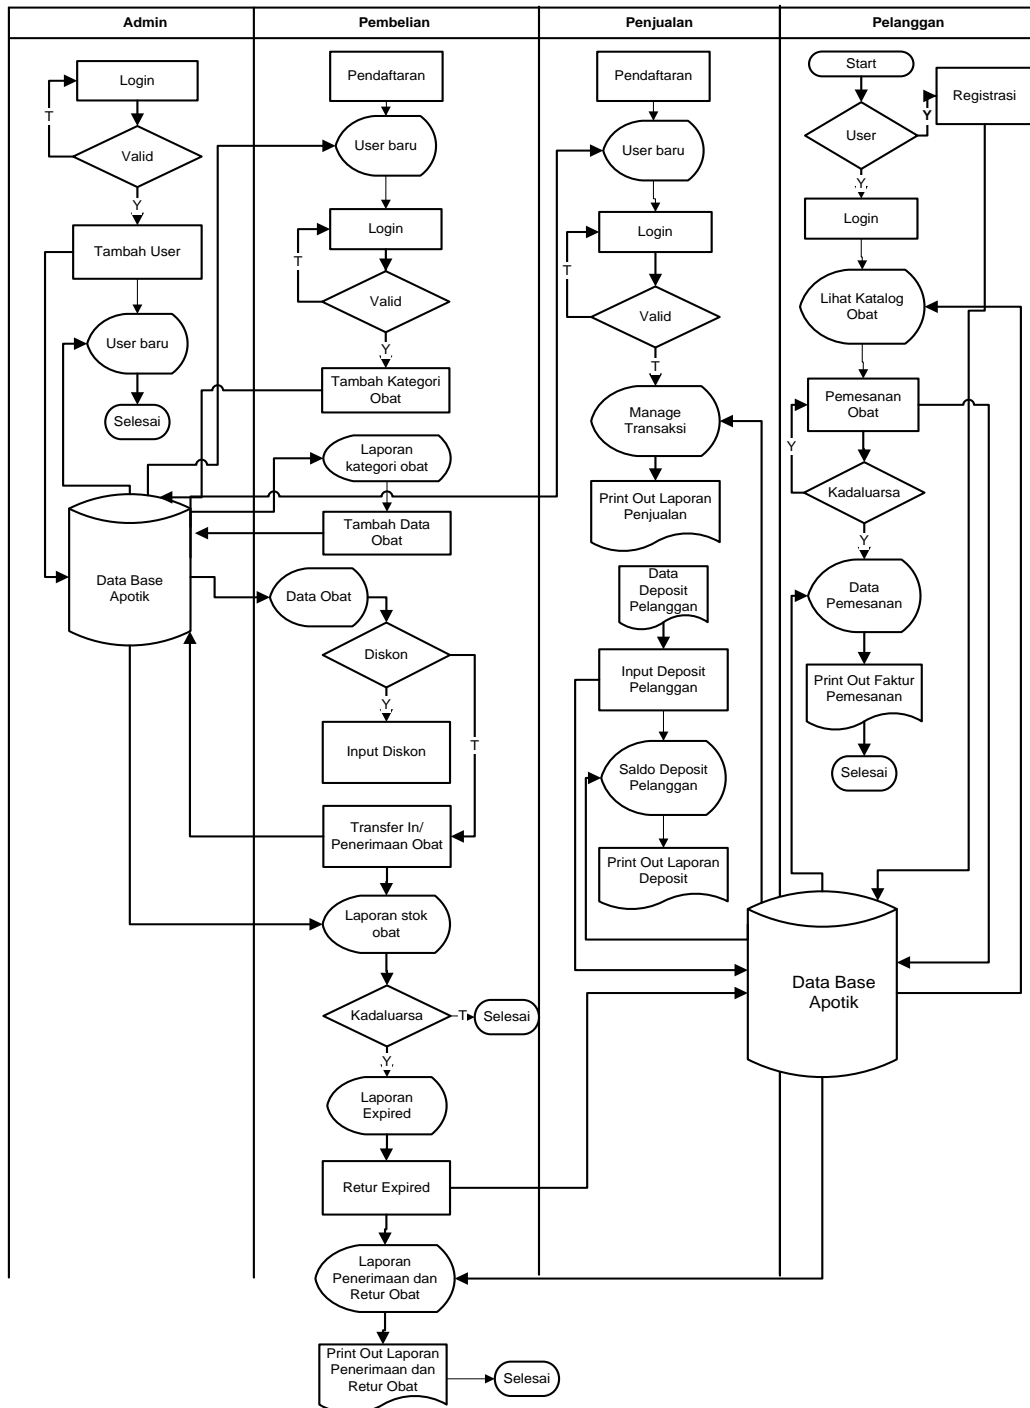 Admin
Pembelian
Penjualan
Pelanggan
Login
T
Valid
Y
Tambah User
User baru
Selesai
Data Base
Apotik
Pendaftaran
User baru
Login
T
Valid
Y
Tambah Kategori
Obat
Laporan
kategori obat
Tambah Data
Obat
Data Obat
Diskon
Y
T
Input Diskon
Transfer In/
Penerimaan Obat
Laporan stok
obat
Kadaluarsa
T
Selesai
Y
Laporan
Expired
Retur Expired
Laporan
Penerimaan dan
Retur Obat
Print Out Laporan
Penerimaan dan
Retur Obat
Selesai
Pendaftaran
User baru
Login
T
Valid
T
Manage
Transaksi
Print Out Laporan
Penjualan
Data
Deposit
Pelanggan
Input Deposit
Pelanggan
Saldo Deposit
Pelanggan
Print Out Laporan
Deposit
Start
User
Y
Registrasi
Y
Login
Lihat Katalog
Obat
Pemesanan
Obat
Y
Kadaluarsa
Y
Data
Pemesanan
Print Out Faktur
Pemesanan
Selesai
Data Base
Apotik